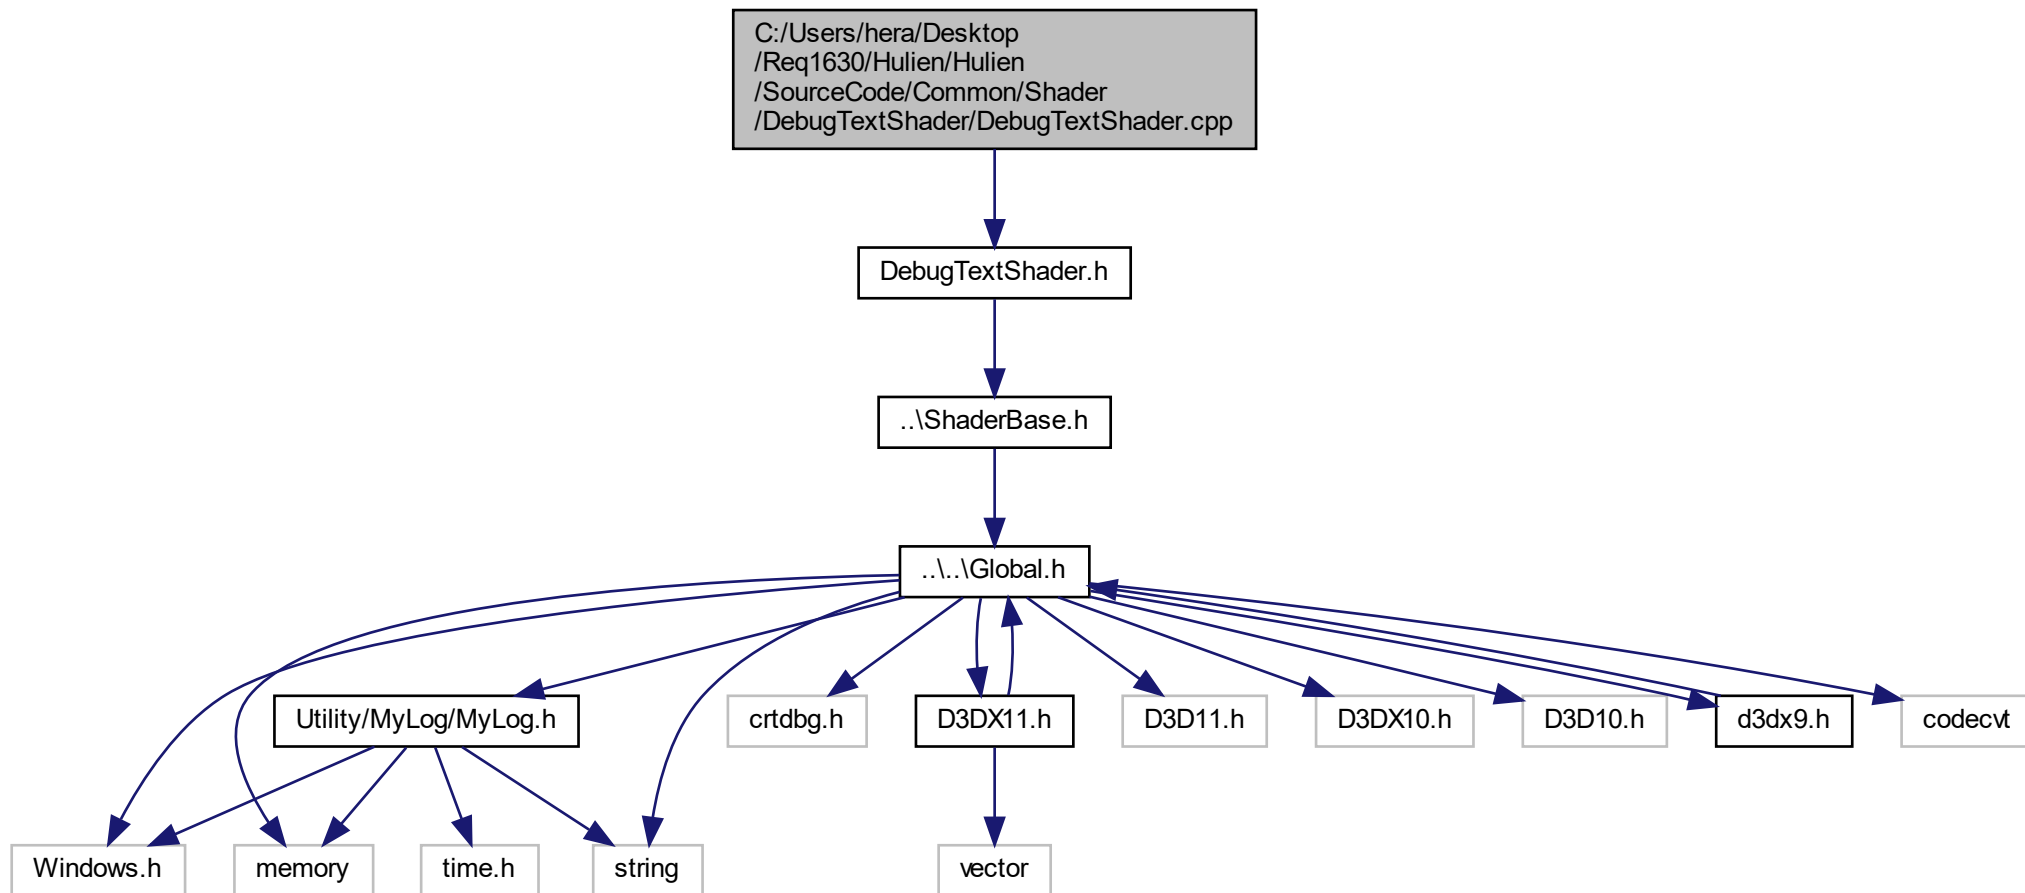 C:/Users/hera/Desktop
/Req1630/Hulien/Hulien
/SourceCode/Common/Shader
/DebugTextShader/DebugTextShader.cpp
DebugTextShader.h
..\ShaderBase.h
..\..\Global.h
Utility/MyLog/MyLog.h
crtdbg.h
D3DX11.h
D3D11.h
D3DX10.h
D3D10.h
d3dx9.h
codecvt
Windows.h
memory
time.h
string
vector